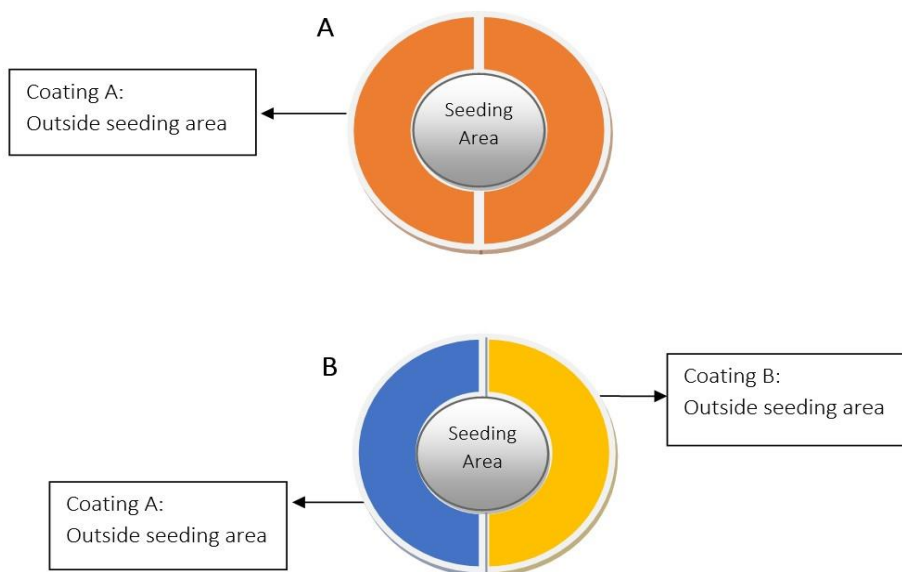 A
Coating A:
Outside seeding area
Seeding
Area
B
Coating B:
Outside seeding area
Seeding
Area
Coating A:
Outside seeding area